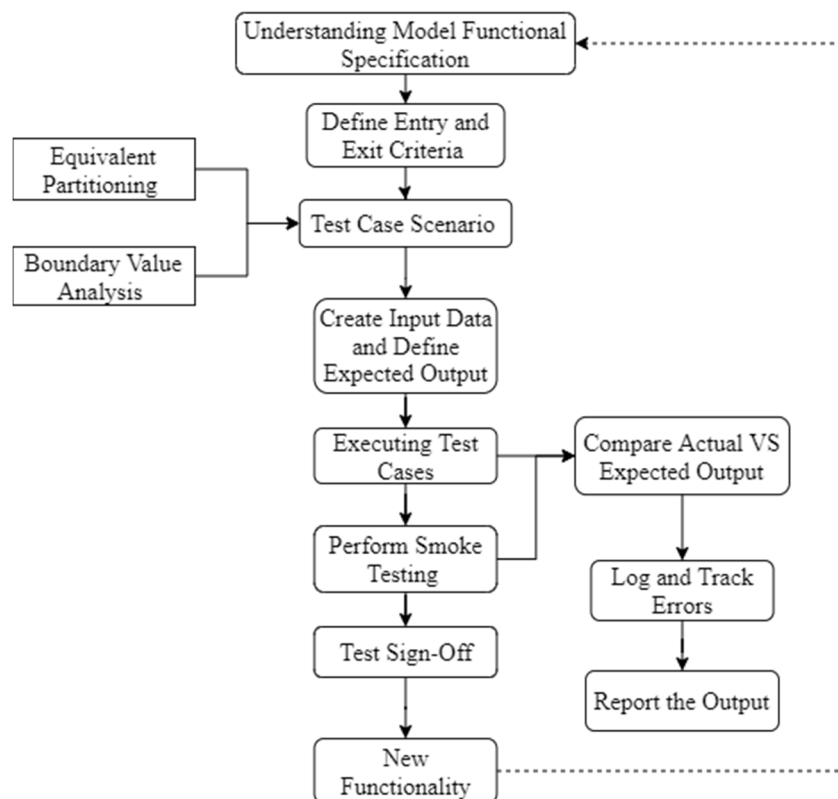 Understanding Model Functional
Specification
Define Entry and
Exit Criteria
Equivalent
Partitioning
Test Case Scenario
Boundary Value
Analysis
Create Input Data
and Define
Expected Output
Executing Test
Cases
Compare Actual VS
Expected Output
Perform Smoke
Testing
Log and Track
Errors
Test Sign-Off
Report the Output
New
Functionality